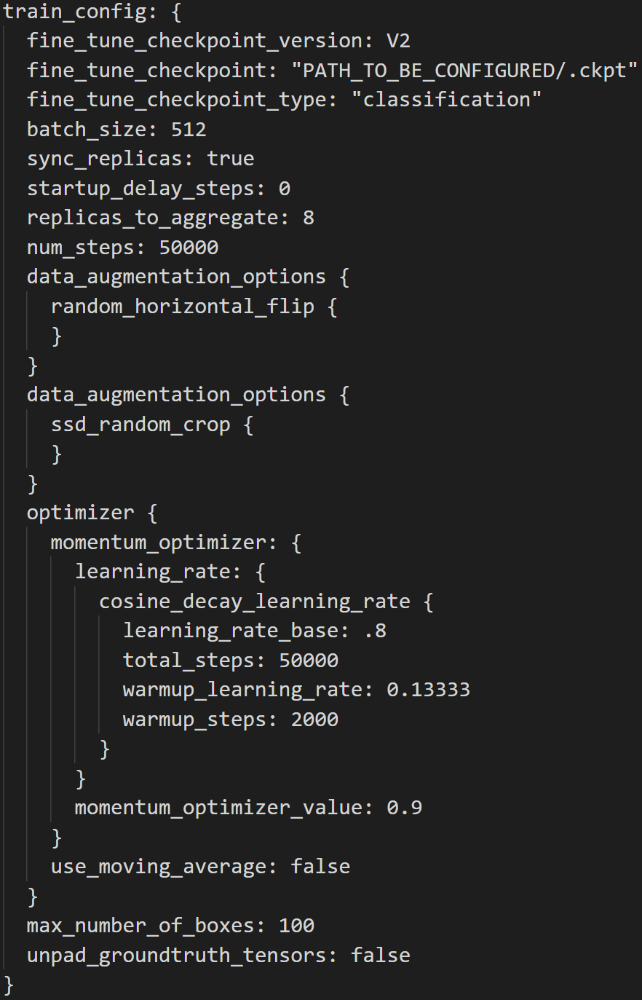 train_config: {
  fine_tune_checkpoint_version: V2
  fine_tune_checkpoint: "PATH_TO_BE_CONFIGURED/.ckpt"
  fine_tune_checkpoint_type: "classification"
  batch_size: 512
  sync_replicas: true
  startup_delay_steps: 0
  replicas_to_aggregate: 8
  num_steps: 50000
  data_augmentation_options {
    random_horizontal_flip {
    }
  }
  data_augmentation_options {
    ssd_random_crop {
    }
  }
  optimizer {
    momentum_optimizer: {
      learning_rate: {
        cosine_decay_learning_rate {
          learning_rate_base: .8
          total_steps: 50000
          warmup_learning_rate: 0.13333
          warmup_steps: 2000
        }
      }
      momentum_optimizer_value: 0.9
    }
    use_moving_average: false
  }
  max_number_of_boxes: 100
  unpad_groundtruth_tensors: false
}